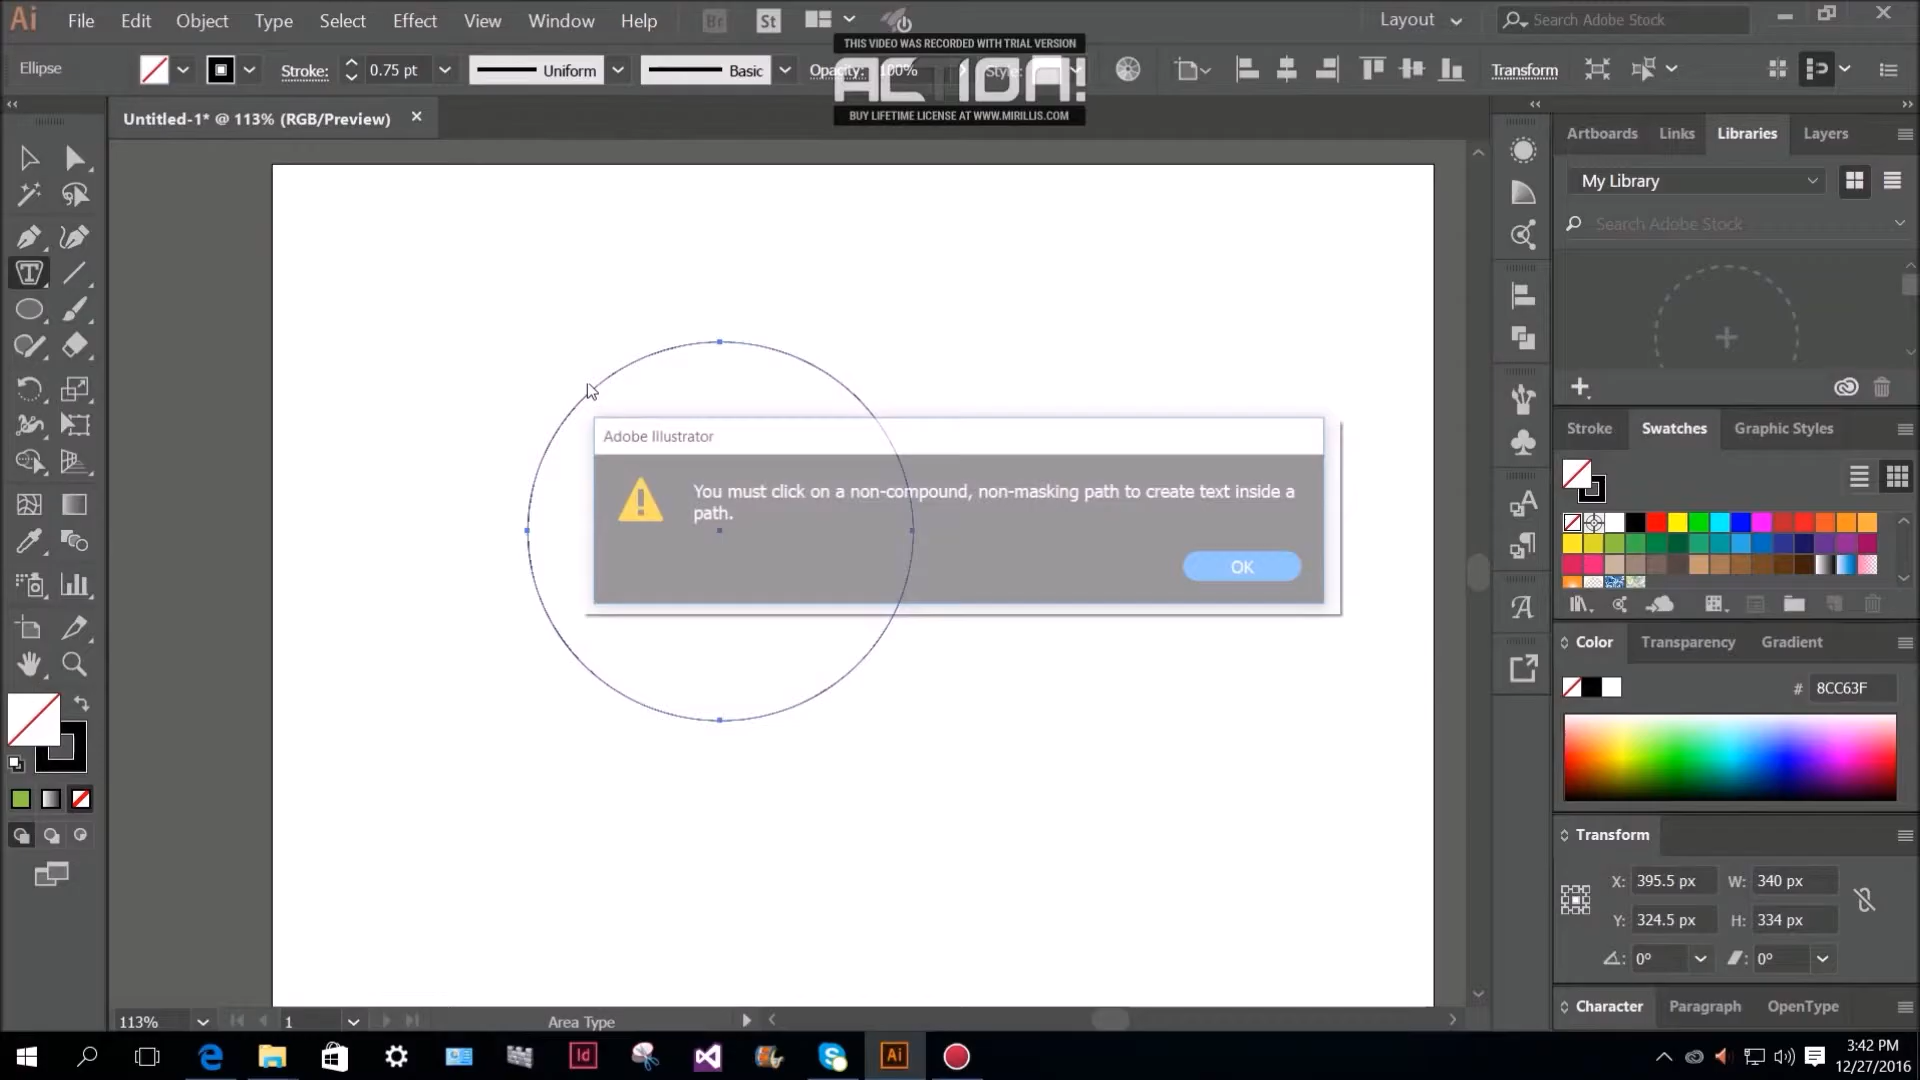 Ai File Edit Object Type Select Effect View Window Help Br St Layout Search Adobe Stock
THIS VIDEO WAS RECORDED WITH TRIAL VERSION
Ellipse Stroke: 0.75 pt Uniform Basic Opacity: 100% Style: Transform
ACTION!
BUY LIFETIME LICENSE AT WWW.MIRILLIS.COM
Untitled-1* @ 113% (RGB/Preview)
Artboards Links Libraries Layers
My Library
Search Adobe Stock
Adobe Illustrator
You must click on a non-compound, non-masking path to create text inside a
path.
OK
Stroke Swatches Graphic Styles
Color Transparency Gradient
# 8CC63F
Transform
X: 395.5 px W: 340 px
Y: 324.5 px H: 334 px
0° 0°
Character Paragraph OpenType
113% 1 Area Type
Id Ai
3:42 PM
12/27/2016